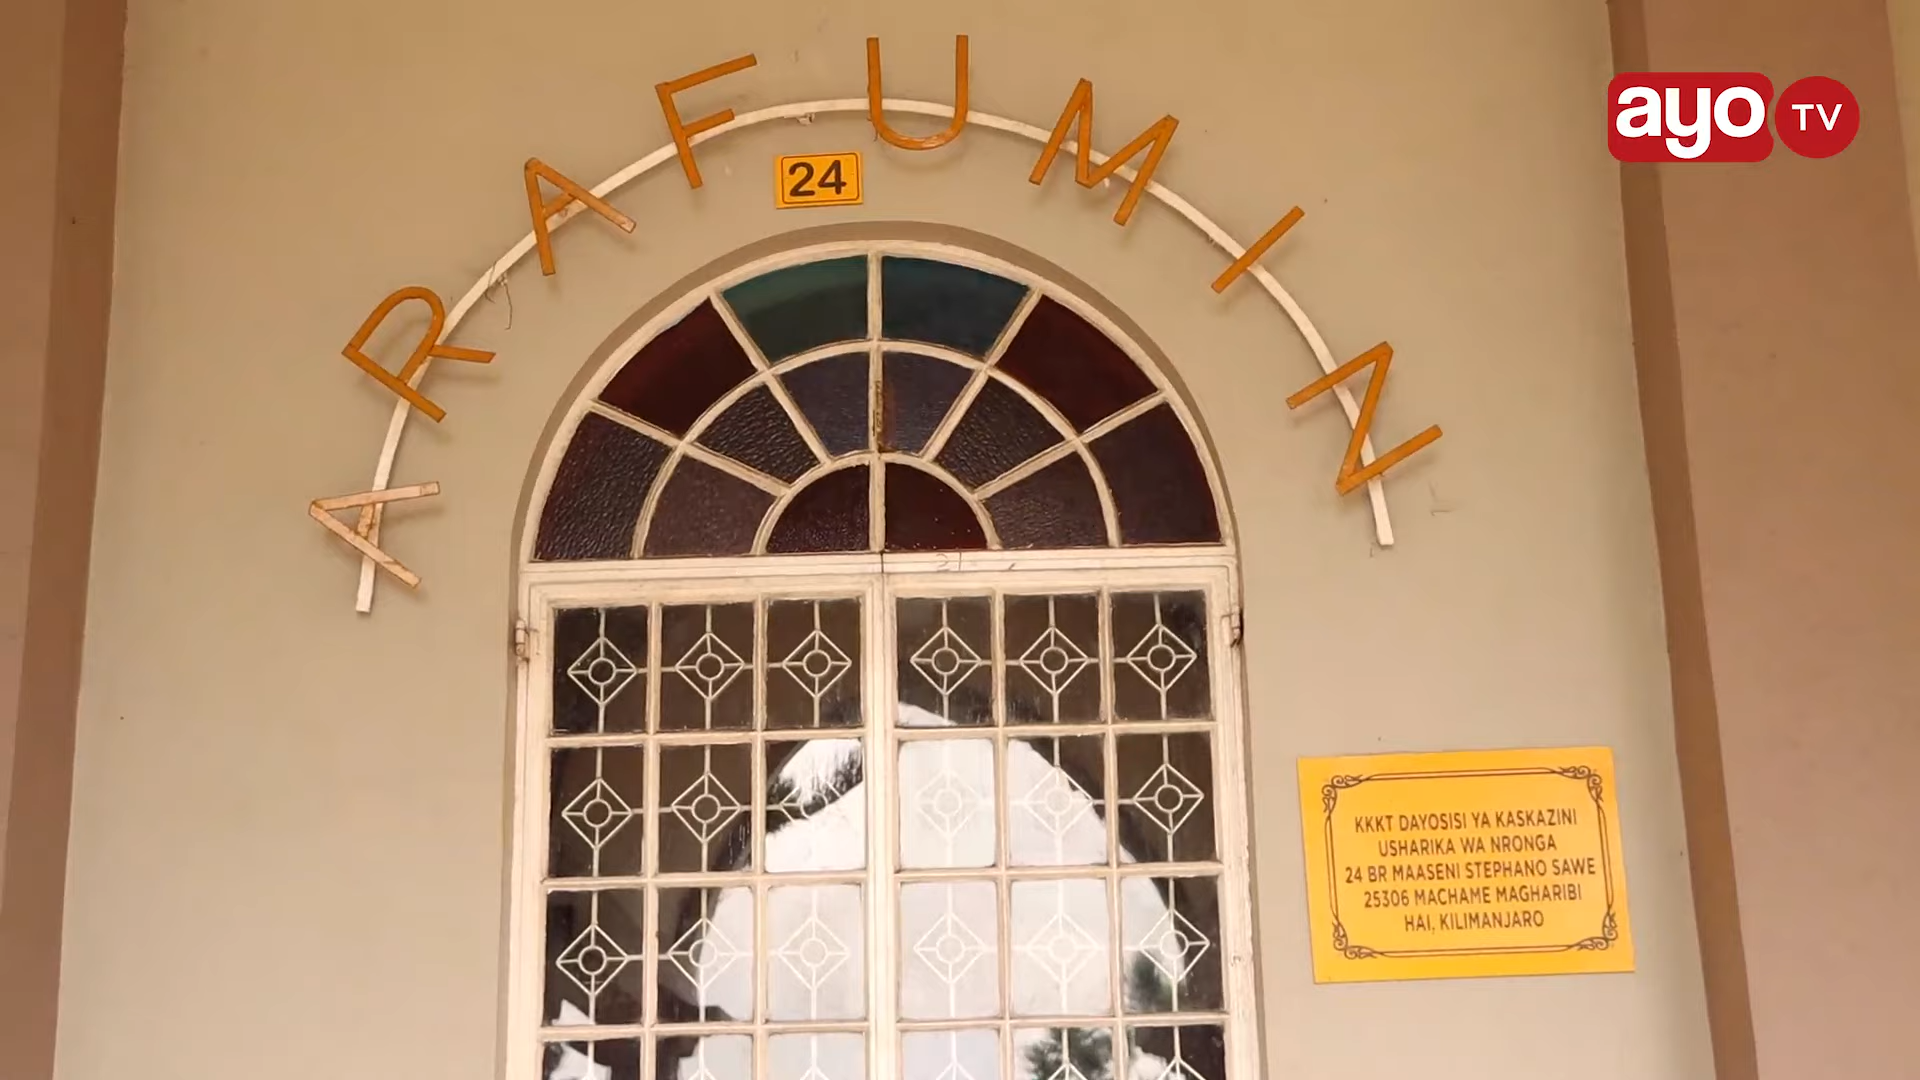 ARAFUMIN
24
ayo TV
KKKT DAYOSISI YA KASKAZINI
USHARIKA WA NRONGA
24 BR MAASENI STEPHANO SAWE
25306 MACHAME MAGHARIBI
HAI, KILIMANJARO